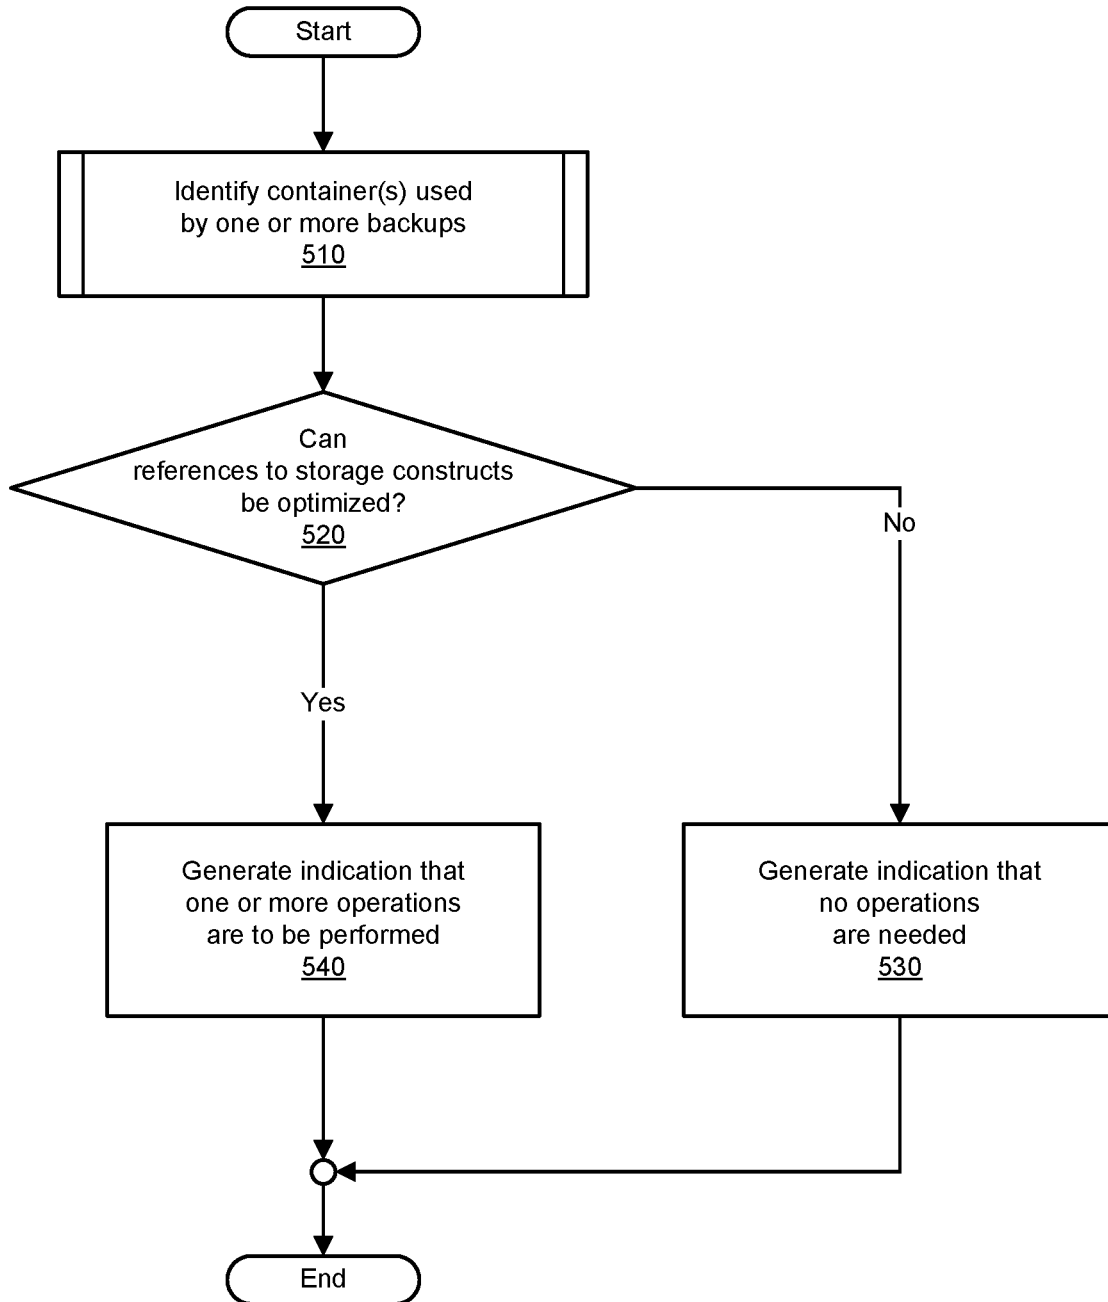 Start
Identify container(s) used
by one or more backups
510
Can
references to storage constructs
be optimized?
520
No
Yes
Generate indication that
one or more operations
are to be performed
540
Generate indication that
no operations
are needed
530
End